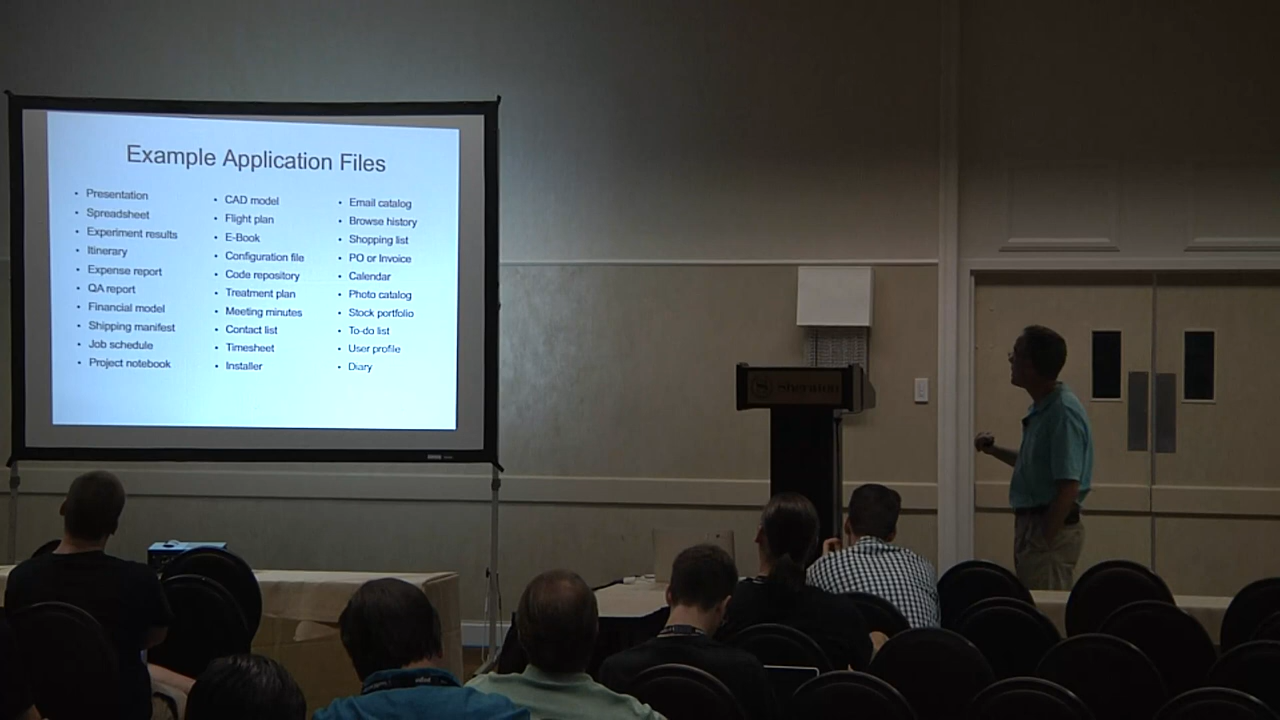 Example Application Files
• Presentation
• Spreadsheet
• Experiment results
• Itinerary
• Expense report
• QA report
• Financial model
• Shipping manifest
• Job schedule
• Project notebook
• CAD model
• Flight plan
• E-Book
• Configuration file
• Code repository
• Treatment plan
• Meeting minutes
• Contact list
• Timesheet
• Installer
• Email catalog
• Browse history
• Shopping list
• PO or Invoice
• Calendar
• Photo catalog
• Stock portfolio
• To-do list
• User profile
• Diary
Sheraton